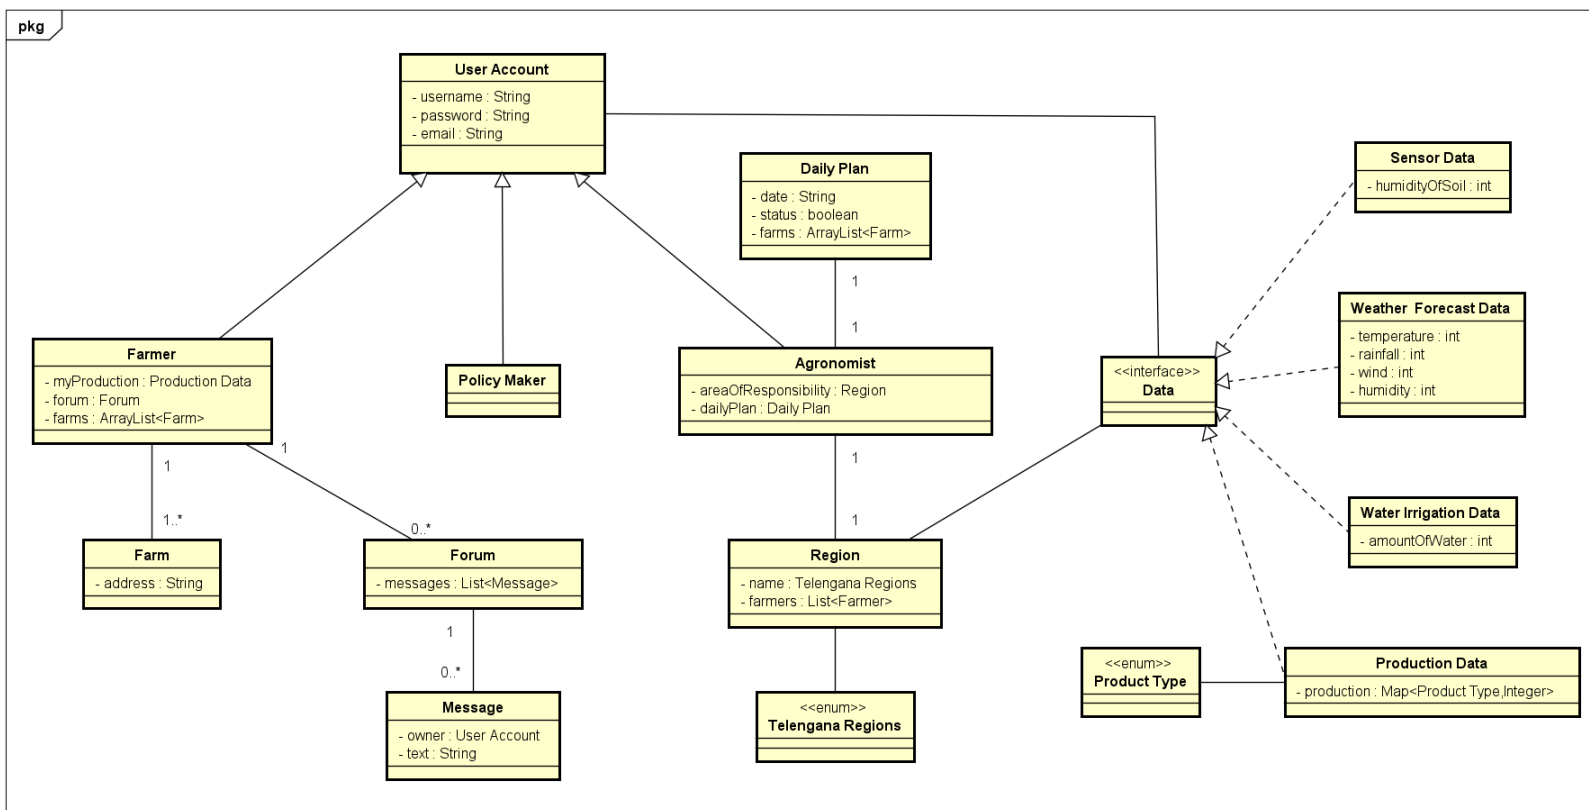 pkg
User Account
- username : String
- password : String
- email : String
Daily Plan
- date : String
- status : boolean
- farms : ArrayList<Farm>
1
1
Sensor Data
- humidityOfSoil : int
Weather  Forecast Data
- temperature : int
- rainfall : int
- wind : int
- humidity : int
Farmer
- myProduction : Production Data
- forum : Forum
- farms : ArrayList<Farm>
1
1
Policy Maker
Agronomist
- areaOfResponsibility : Region
- dailyPlan : Daily Plan
1
1
<<interface>>
Data
1..*
0..*
Farm
- address : String
Forum
- messages : List<Message>
1
0..*
Region
- name : Telengana Regions
- farmers : List<Farmer>
Water Irrigation Data
- amountOfWater : int
Message
- owner : User Account
- text : String
<<enum>>
Telengana Regions
<<enum>>
Product Type
Production Data
- production : Map<Product Type,Integer>